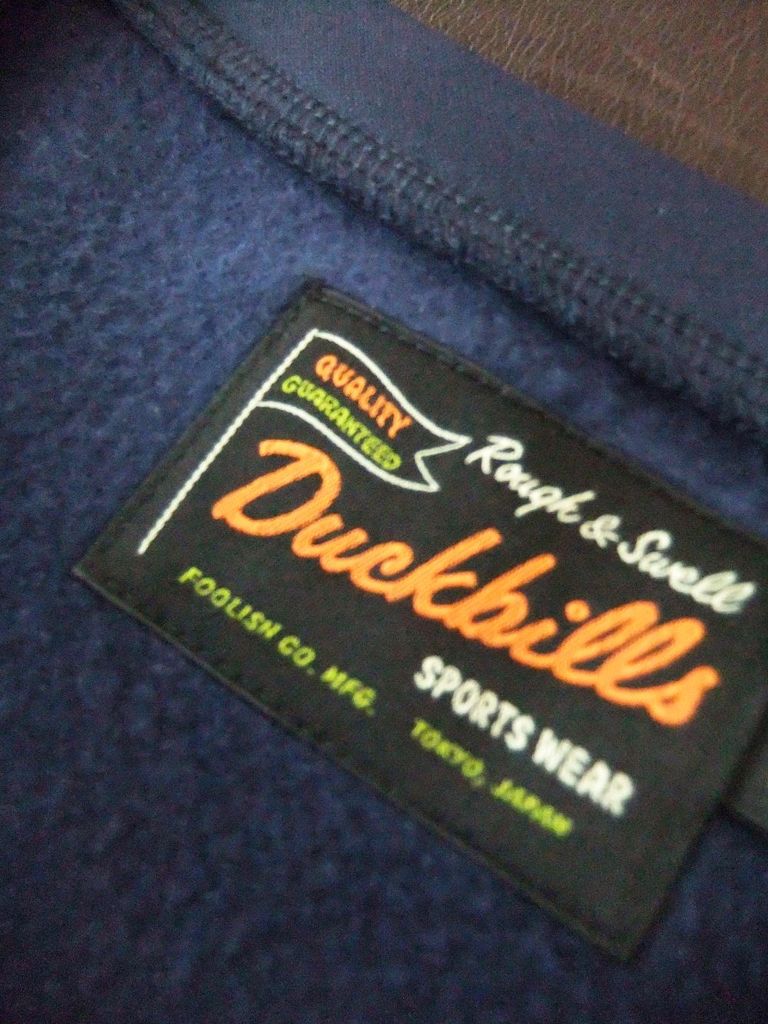 QUALITY
GUARANTEED
Rough & Swell
Duckbills
SPORTS WEAR
FOOLISH CO. MFG. TOKYO, JAPAN